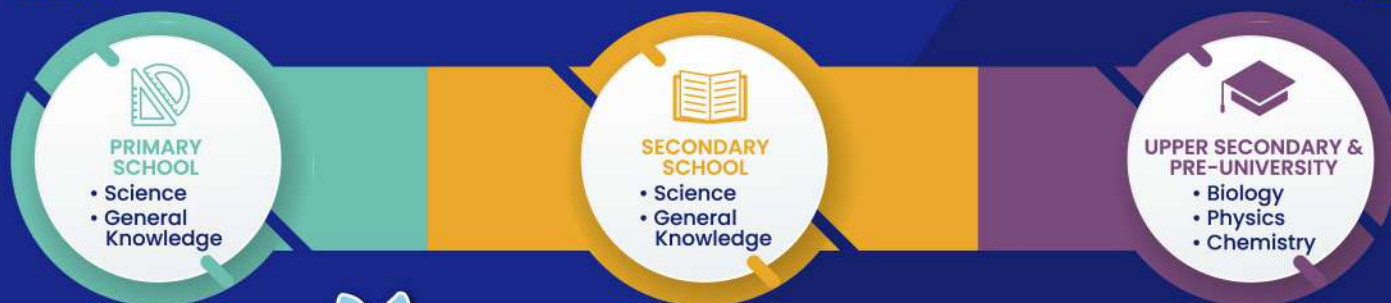 PRIMARY
SCHOOL
• Science
• General
Knowledge
SECONDARY
SCHOOL
• Science
• General
Knowledge
UPPER SECONDARY &
PRE-UNIVERSITY
• Biology
• Physics
• Chemistry